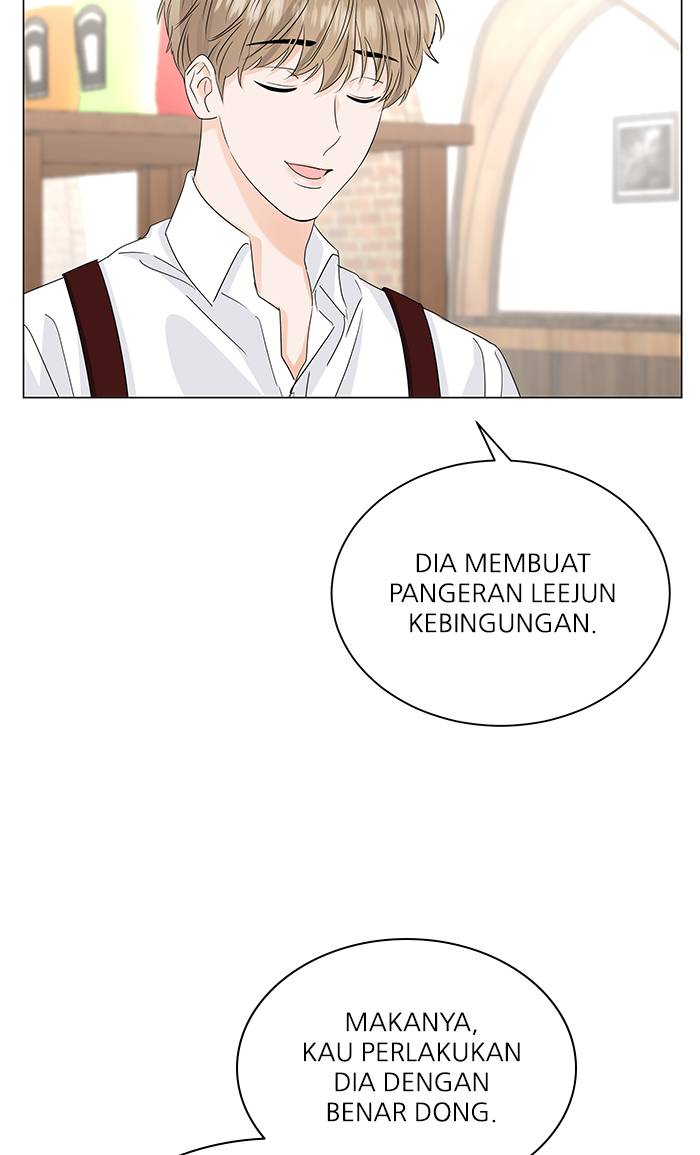 DIA MEMBUAT
PANGERAN LEEJUN
KEBINGUNGAN.
MAKANYA,
KAU PERLAKUKAN
DIA DENGAN
BENAR DONG.